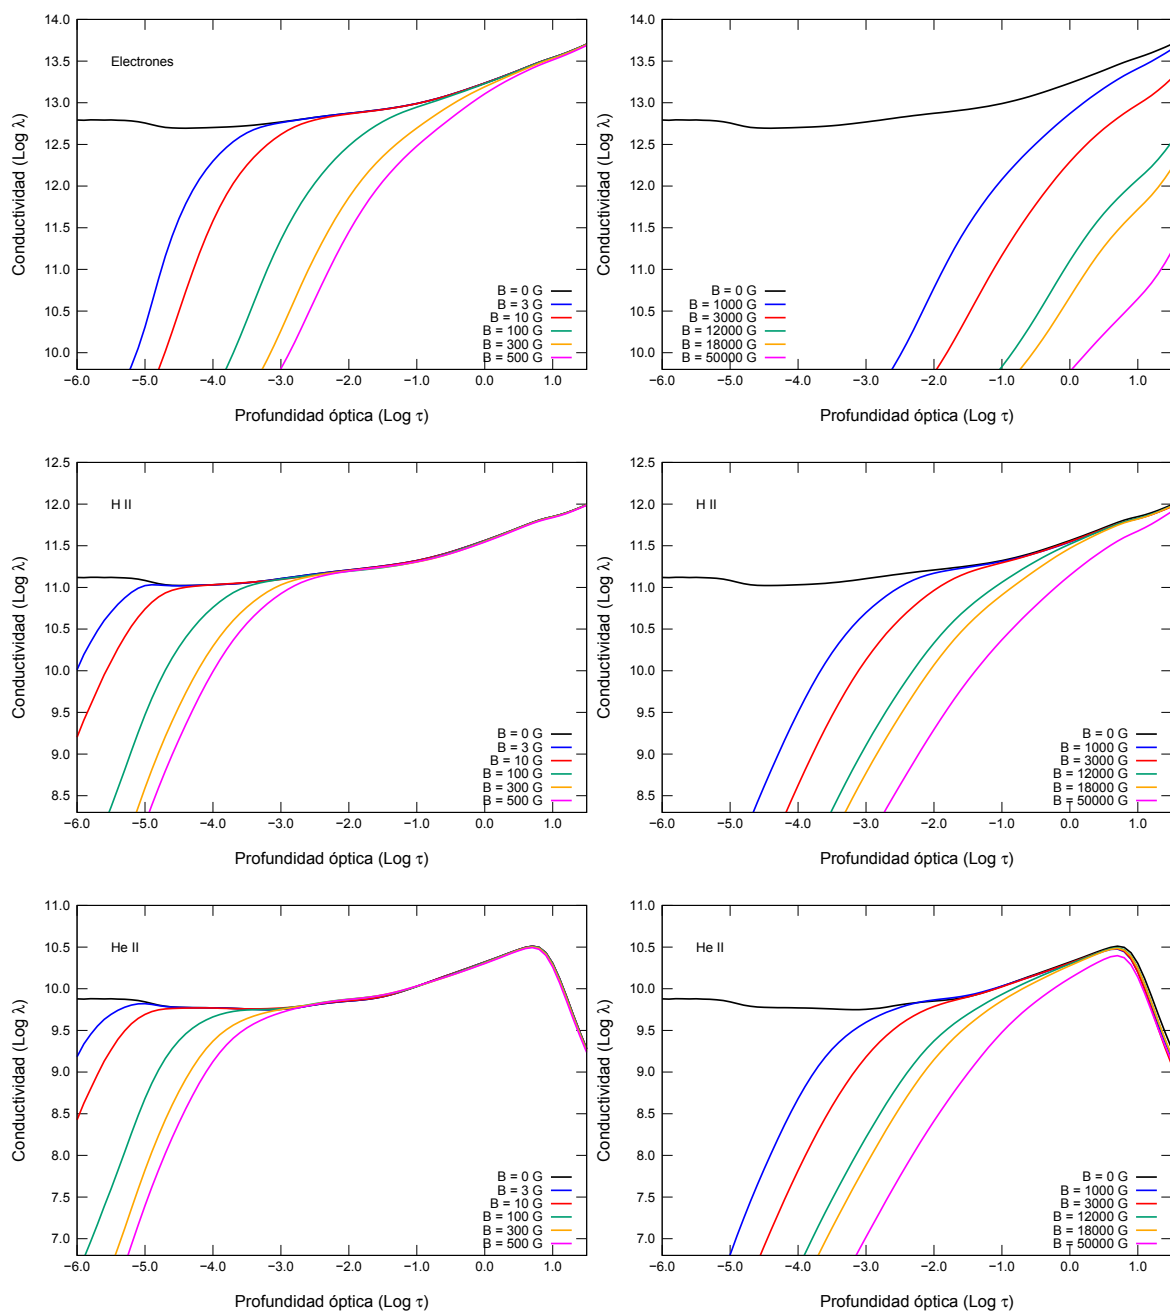 14.0
13.5
13.0
12.5
12.0
11.5
11.0
10.5
10.0
Conductividad (Log λ)
Electrones
B = 0 G
B = 3 G
B = 10 G
B = 100 G
B = 300 G
B = 500 G
−6.0 −5.0 −4.0 −3.0 −2.0 −1.0 0.0 1.0
Profundidad óptica (Log τ)
14.0
13.5
13.0
12.5
12.0
11.5
11.0
10.5
10.0
Conductividad (Log λ)
B = 0 G
B = 1000 G
B = 3000 G
B = 12000 G
B = 18000 G
B = 50000 G
−6.0 −5.0 −4.0 −3.0 −2.0 −1.0 0.0 1.0
Profundidad óptica (Log τ)
12.5
12.0
11.5
11.0
10.5
10.0
9.5
9.0
8.5
Conductividad (Log λ)
H II
B = 0 G
B = 3 G
B = 10 G
B = 100 G
B = 300 G
B = 500 G
−6.0 −5.0 −4.0 −3.0 −2.0 −1.0 0.0 1.0
Profundidad óptica (Log τ)
12.5
12.0
11.5
11.0
10.5
10.0
9.5
9.0
8.5
Conductividad (Log λ)
H II
B = 0 G
B = 1000 G
B = 3000 G
B = 12000 G
B = 18000 G
B = 50000 G
−6.0 −5.0 −4.0 −3.0 −2.0 −1.0 0.0 1.0
Profundidad óptica (Log τ)
11.0
10.5
10.0
9.5
9.0
8.5
8.0
7.5
7.0
Conductividad (Log λ)
He II
B = 0 G
B = 3 G
B = 10 G
B = 100 G
B = 300 G
B = 500 G
−6.0 −5.0 −4.0 −3.0 −2.0 −1.0 0.0 1.0
Profundidad óptica (Log τ)
11.0
10.5
10.0
9.5
9.0
8.5
8.0
7.5
7.0
Conductividad (Log λ)
He II
B = 0 G
B = 1000 G
B = 3000 G
B = 12000 G
B = 18000 G
B = 50000 G
−6.0 −5.0 −4.0 −3.0 −2.0 −1.0 0.0 1.0
Profundidad óptica (Log τ)